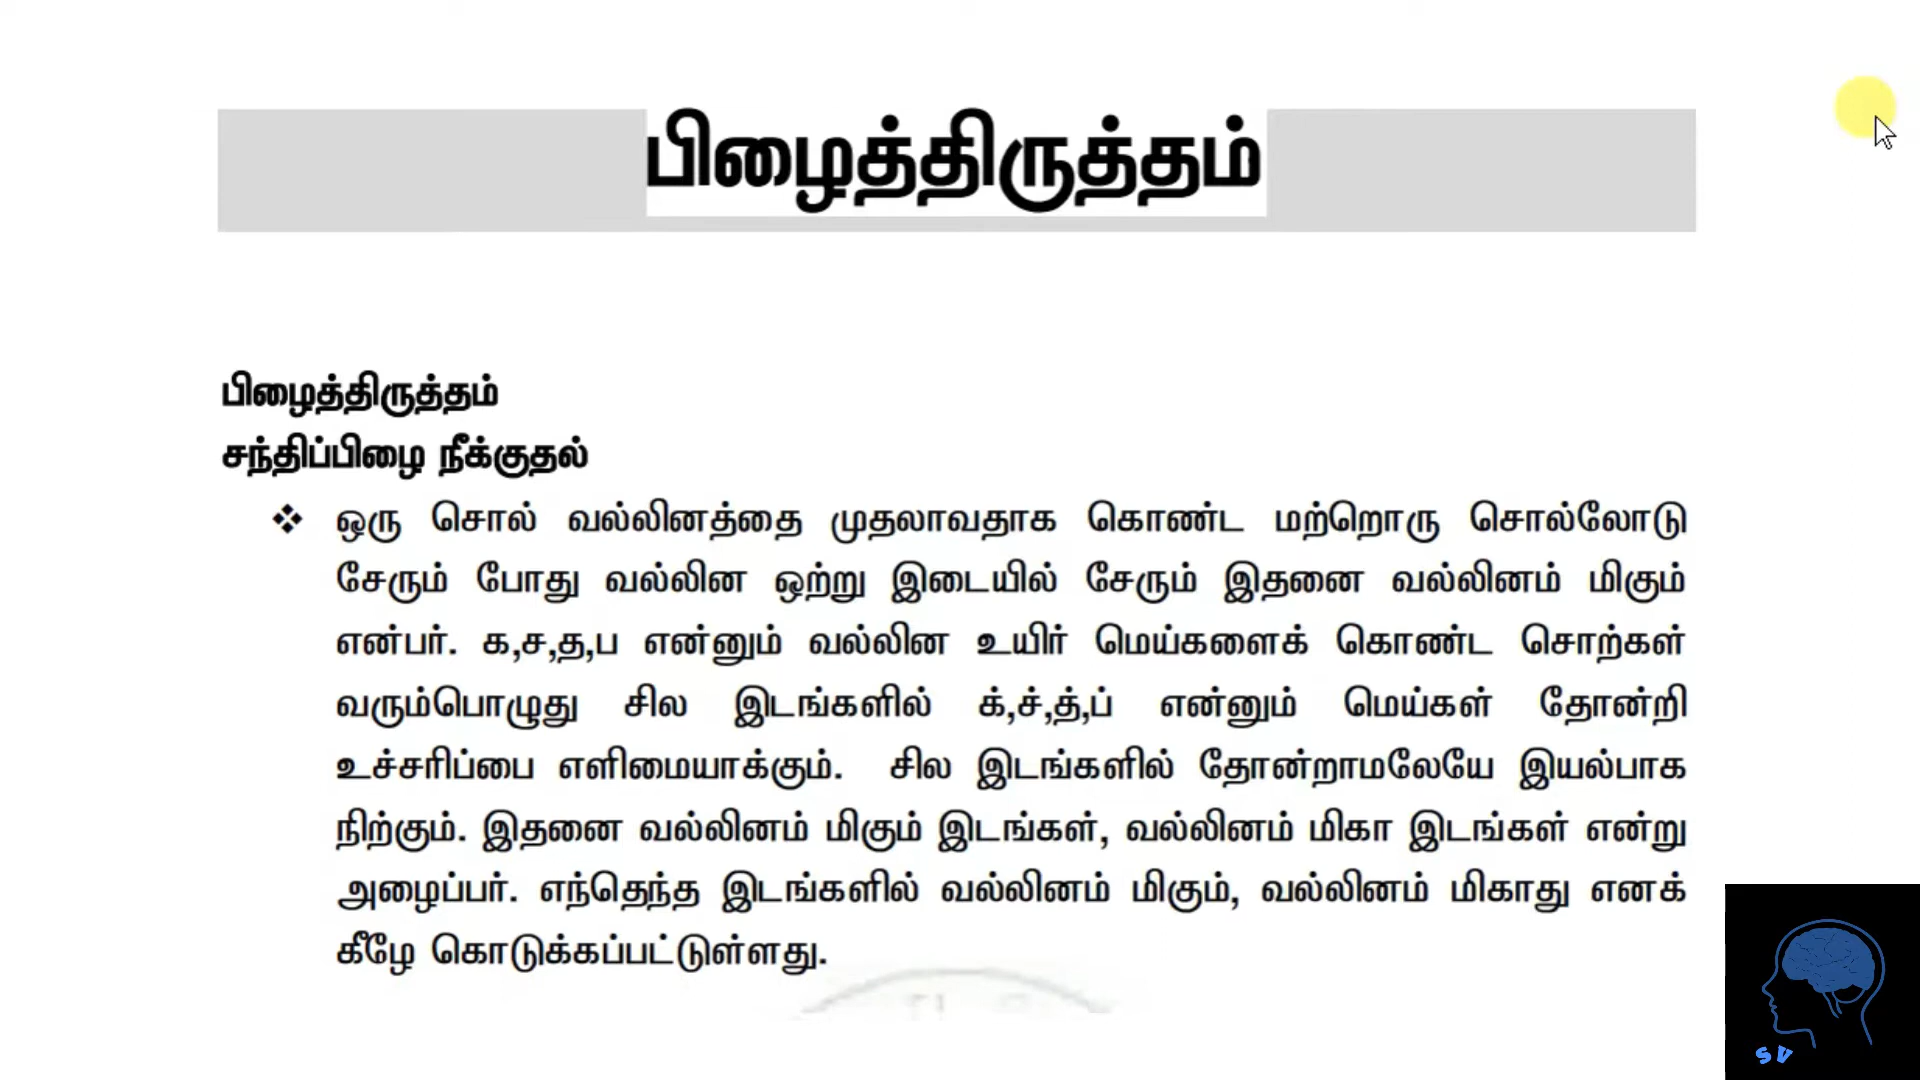 பிழைத்திருத்தம்
பிழைத்திருத்தம்
சந்திப்பிழை நீக்குதல்
❖ ஒரு சொல் வல்லினத்தை முதலாவதாக கொண்ட மற்றொரு சொல்லோடு
சேரும் போது வல்லின ஒற்று இடையில் சேரும் இதனை வல்லினம் மிகும்
என்பர். க,ச,த,ப என்னும் வல்லின உயிர் மெய்களைக் கொண்ட சொற்கள்
வரும்பொழுது சில இடங்களில் க்,ச்,த்,ப் என்னும் மெய்கள் தோன்றி
உச்சரிப்பை எளிமையாக்கும். சில இடங்களில் தோன்றாமலேயே இயல்பாக
நிற்கும். இதனை வல்லினம் மிகும் இடங்கள், வல்லினம் மிகா இடங்கள் என்று
அழைப்பர். எந்தெந்த இடங்களில் வல்லினம் மிகும், வல்லினம் மிகாது எனக்
கீழே கொடுக்கப்பட்டுள்ளது.
SV